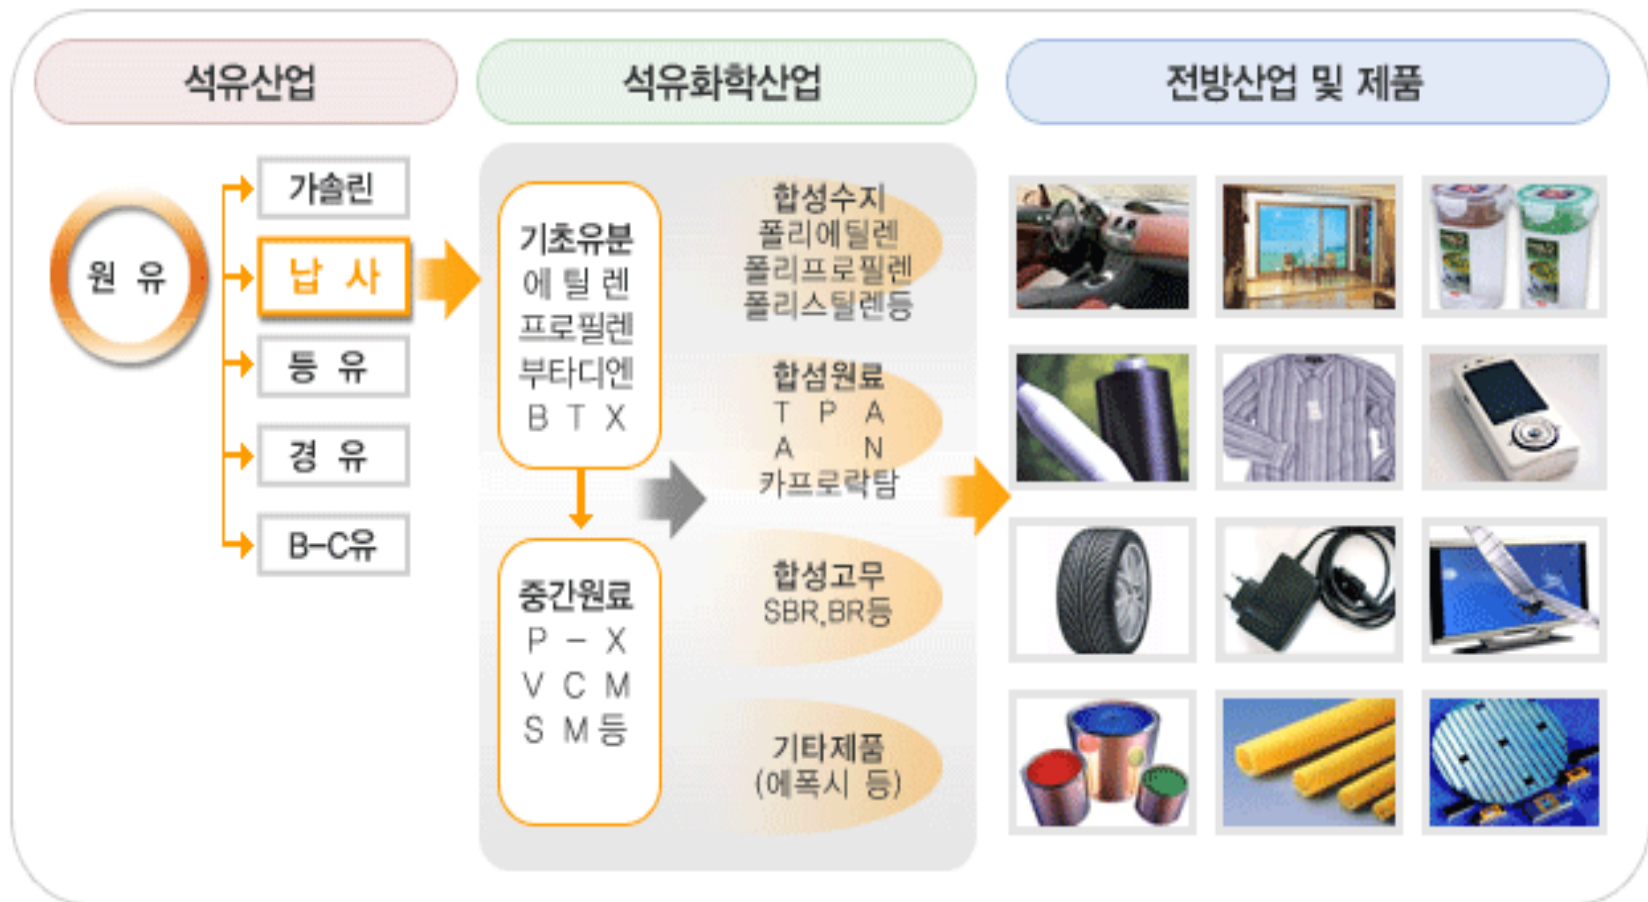 석유산업
석유화학산업
전방산업 및 제품
원 유
가솔린
납 사
등 유
경 유
B-C유
기초유분
에 틸 렌
프로필렌
부타디엔
B T X
중간원료
P - X
V C M
S M 등
합성수지
폴리에틸렌
폴리프로필렌
폴리스틸렌등
합섬원료
T P A
A N
카프로락탐
합성고무
SBR,BR등
기타제품
(에폭시 등)